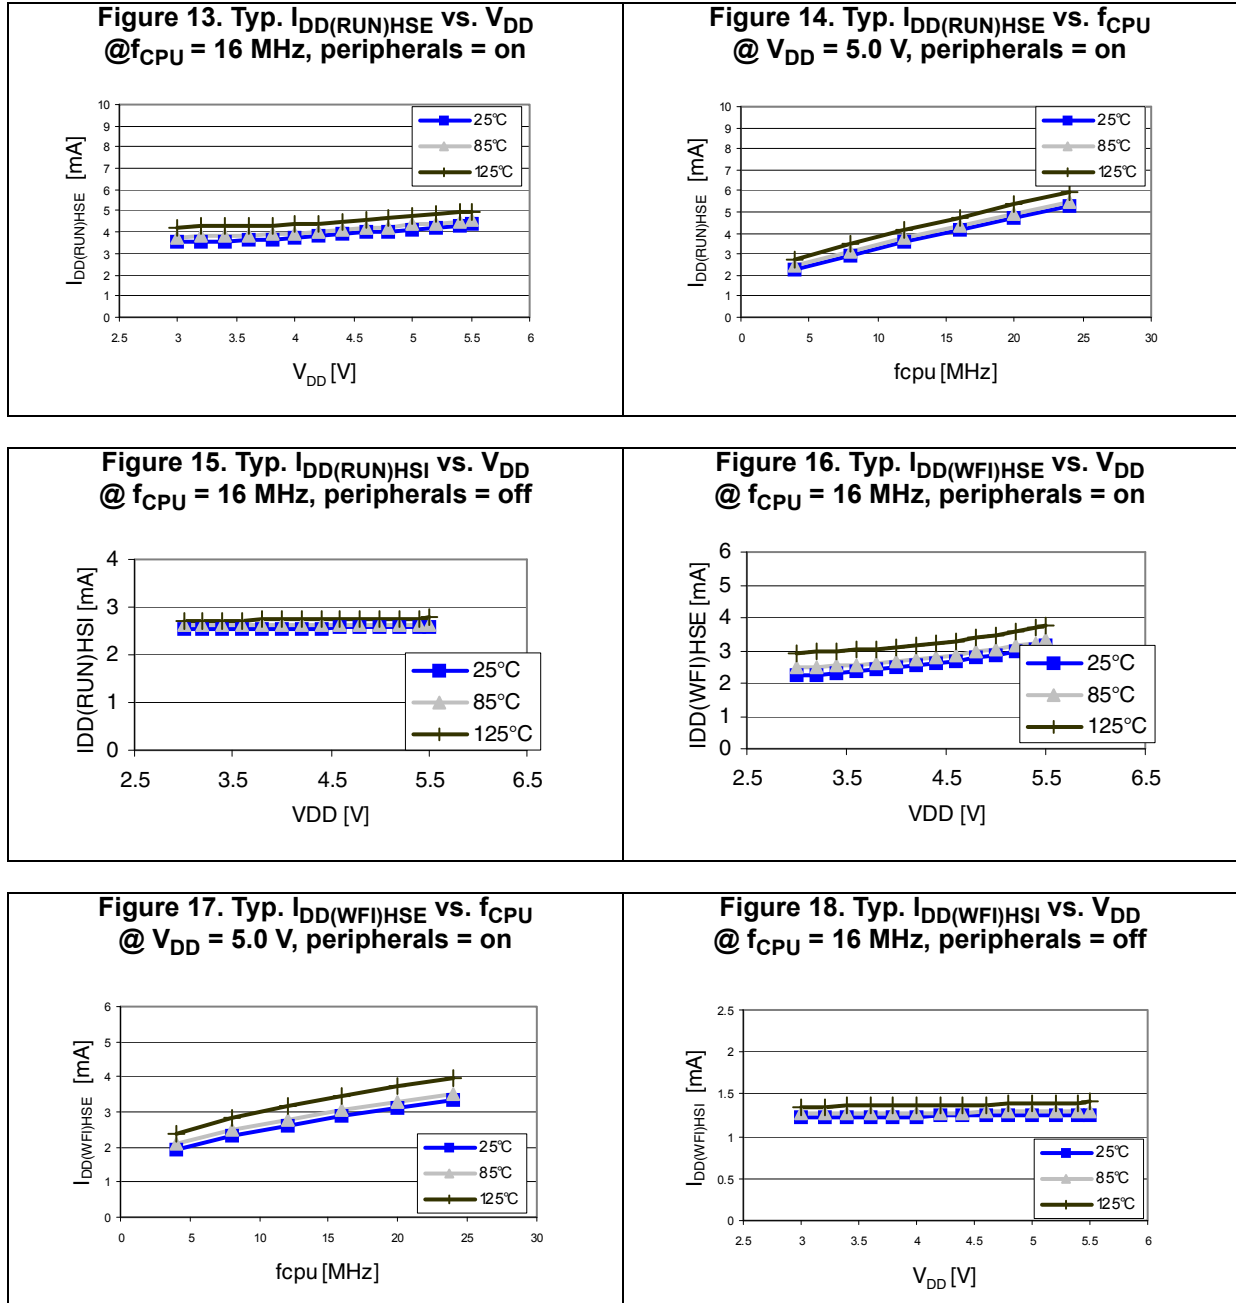 Figure 13. Typ. IDD(RUN)HSE vs. VDD
@fCPU = 16 MHz, peripherals = on
10
9
8
7
6
5
4
3
2
1
0
2.5 3 3.5 4 4.5 5 5.5 6
IDD(RUN)HSE [mA]
VDD [V]
25°C
85°C
125°C
Figure 14. Typ. IDD(RUN)HSE vs. fCPU
@ VDD = 5.0 V, peripherals = on
10
9
8
7
6
5
4
3
2
1
0
0 5 10 15 20 25 30
IDD(RUN)HSE [mA]
fcpu [MHz]
25°C
85°C
125°C
Figure 15. Typ. IDD(RUN)HSI vs. VDD
@ fCPU = 16 MHz, peripherals = off
4
3
2
1
0
2.5 3.5 4.5 5.5 6.5
IDD(RUN)HSI [mA]
VDD [V]
25°C
85°C
125°C
Figure 16. Typ. IDD(WFI)HSE vs. VDD
@ fCPU = 16 MHz, peripherals = on
6
5
4
3
2
1
0
2.5 3.5 4.5 5.5 6.5
IDD(WFI)HSE [mA]
VDD [V]
25°C
85°C
125°C
Figure 17. Typ. IDD(WFI)HSE vs. fCPU
@ VDD = 5.0 V, peripherals = on
6
5
4
3
2
1
0
0 5 10 15 20 25 30
IDD(WFI)HSE [mA]
fcpu [MHz]
25°C
85°C
125°C
Figure 18. Typ. IDD(WFI)HSI vs. VDD
@ fCPU = 16 MHz, peripherals = off
2.5
2
1.5
1
0.5
0
2.5 3 3.5 4 4.5 5 5.5 6
IDD(WFI)HSI [mA]
VDD [V]
25°C
85°C
125°C